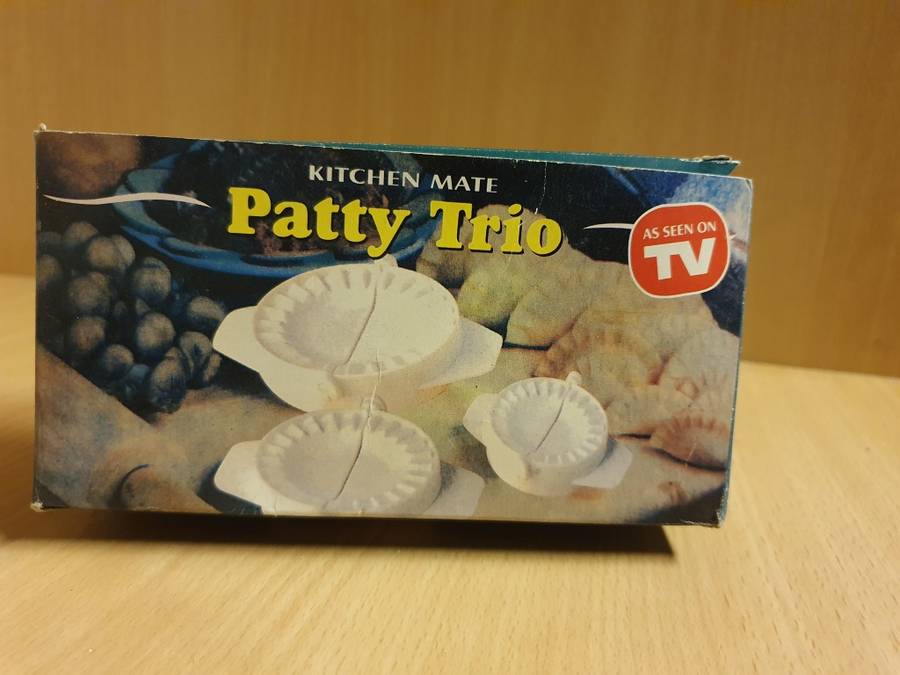 KITCHEN MATE
Patty Trio
AS SEEN ON
TV